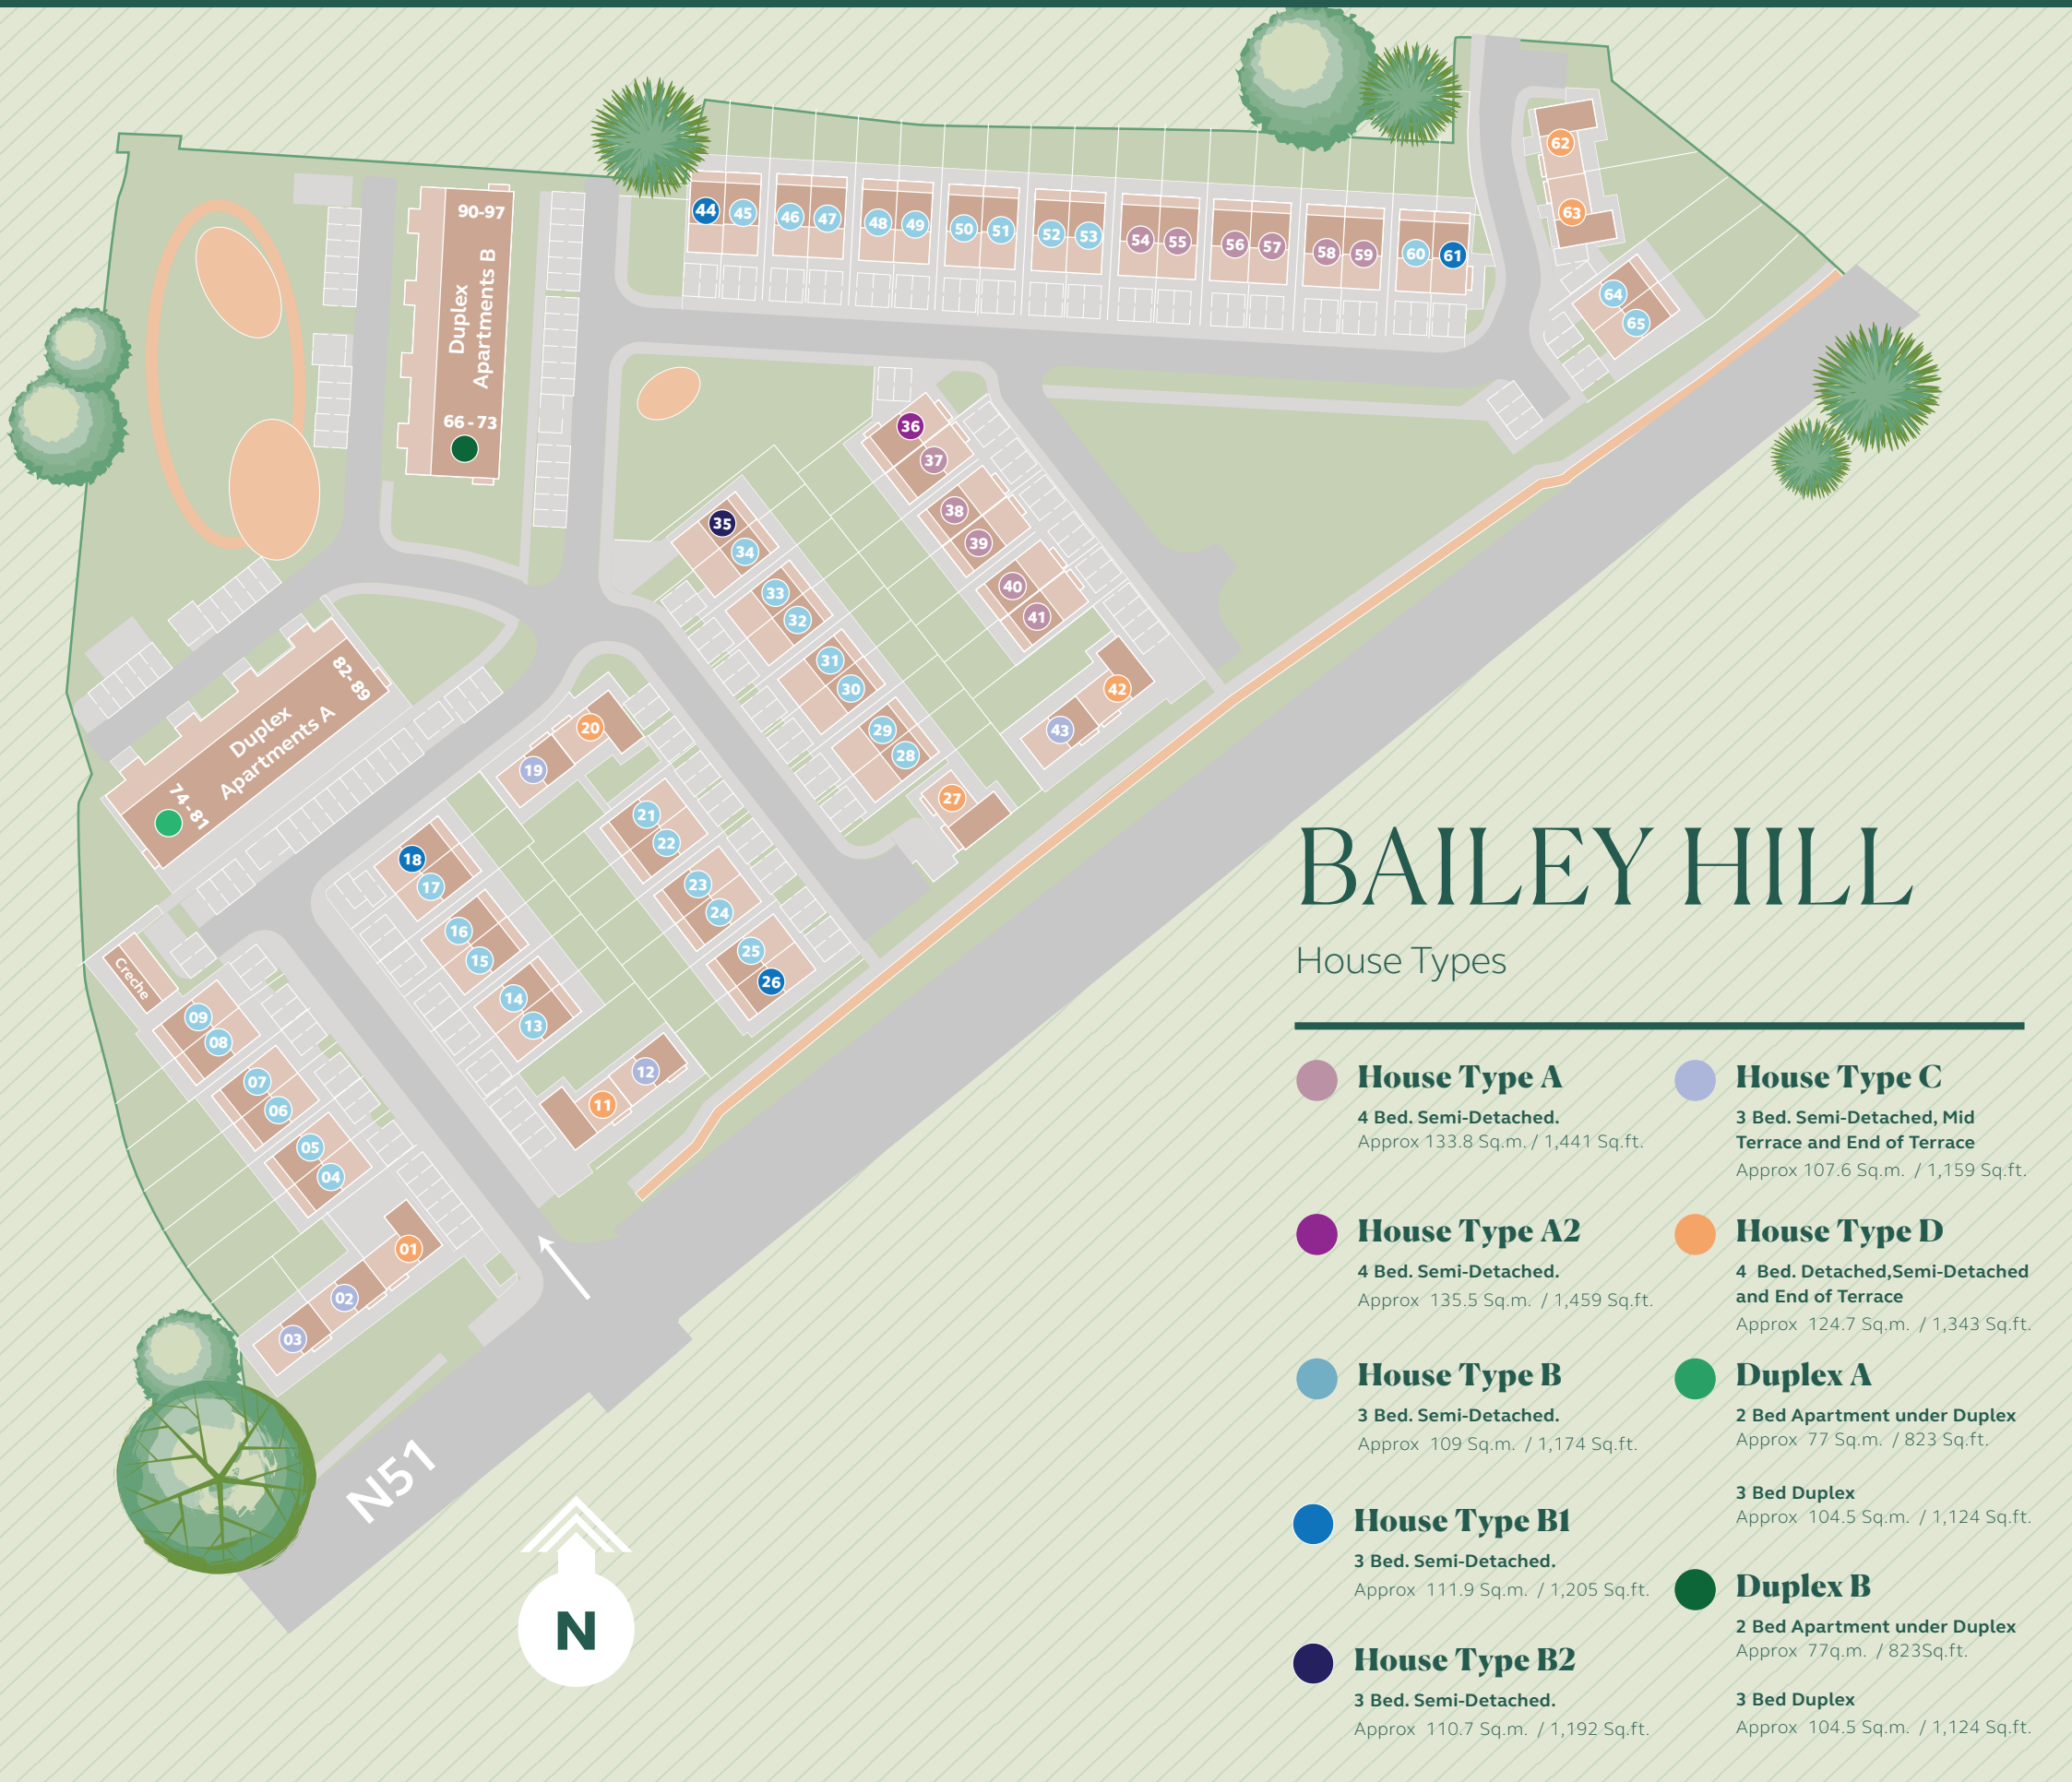 90-97
Duplex
Apartments B
66-73
44
45
46
47
48
49
50
51
52
53
54
55
56
57
58
59
60
61
62
63
64
65
36
37
38
39
40
41
42
43
35
34
33
32
31
30
29
28
27
82-89
Duplex
Apartments A
74-81
20
19
21
22
23
24
25
26
18
17
16
15
14
13
12
11
Creche
09
08
07
06
05
04
01
02
03
N51
N
BAILEY HILL
House Types
House Type A
4 Bed. Semi-Detached.
Approx 133.8 Sq.m. / 1,441 Sq.ft.
House Type A2
4 Bed. Semi-Detached.
Approx 135.5 Sq.m. / 1,459 Sq.ft.
House Type B
3 Bed. Semi-Detached.
Approx 109 Sq.m. / 1,174 Sq.ft.
House Type B1
3 Bed. Semi-Detached.
Approx 111.9 Sq.m. / 1,205 Sq.ft.
House Type B2
3 Bed. Semi-Detached.
Approx 110.7 Sq.m. / 1,192 Sq.ft.
House Type C
3 Bed. Semi-Detached, Mid
Terrace and End of Terrace
Approx 107.6 Sq.m. / 1,159 Sq.ft.
House Type D
4 Bed. Detached,Semi-Detached
and End of Terrace
Approx 124.7 Sq.m. / 1,343 Sq.ft.
Duplex A
2 Bed Apartment under Duplex
Approx 77 Sq.m. / 823 Sq.ft.
3 Bed Duplex
Approx 104.5 Sq.m. / 1,124 Sq.ft.
Duplex B
2 Bed Apartment under Duplex
Approx 77q.m. / 823Sq.ft.
3 Bed Duplex
Approx 104.5 Sq.m. / 1,124 Sq.ft.